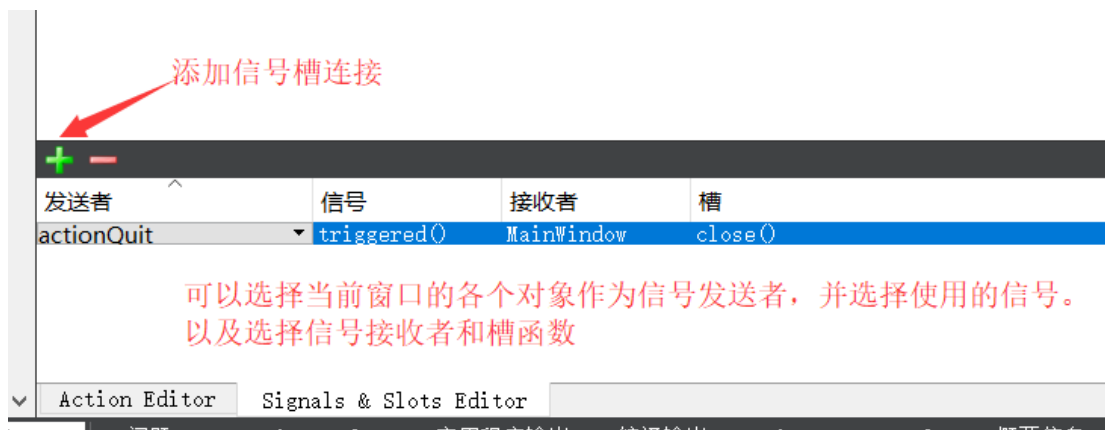 添加信号槽连接
发送者 信号 接收者 槽
actionQuit triggered() MainWindow close()
可以选择当前窗口的各个对象作为信号发送者，并选择使用的信号。
以及选择信号接收者和槽函数
Action Editor Signals & Slots Editor